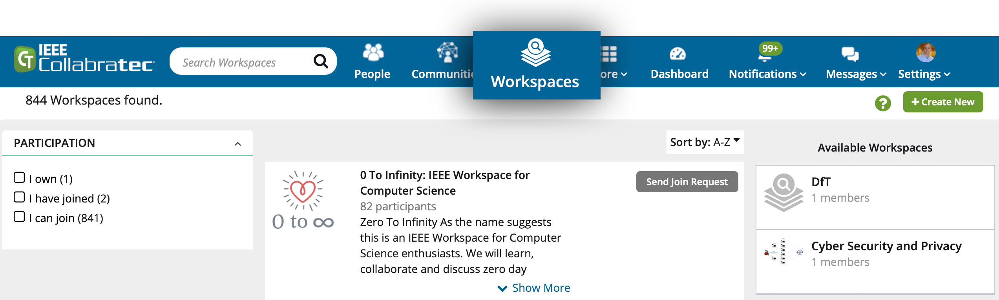 IEEE
Collabratec
Search Workspaces
People
Communitie
Workspaces
ore
Dashboard
99+
Notifications
Messages
Settings
844 Workspaces found.
?
+ Create New
PARTICIPATION
I own (1)
I have joined (2)
I can join (841)
Sort by: A-Z
0 To Infinity: IEEE Workspace for
Computer Science
82 participants
Zero To Infinity As the name suggests
this is an IEEE Workspace for Computer
Science enthusiasts. We will learn,
collaborate and discuss zero day
Show More
0 to ∞
Send Join Request
Available Workspaces
DfT
1 members
Cyber Security and Privacy
1 members